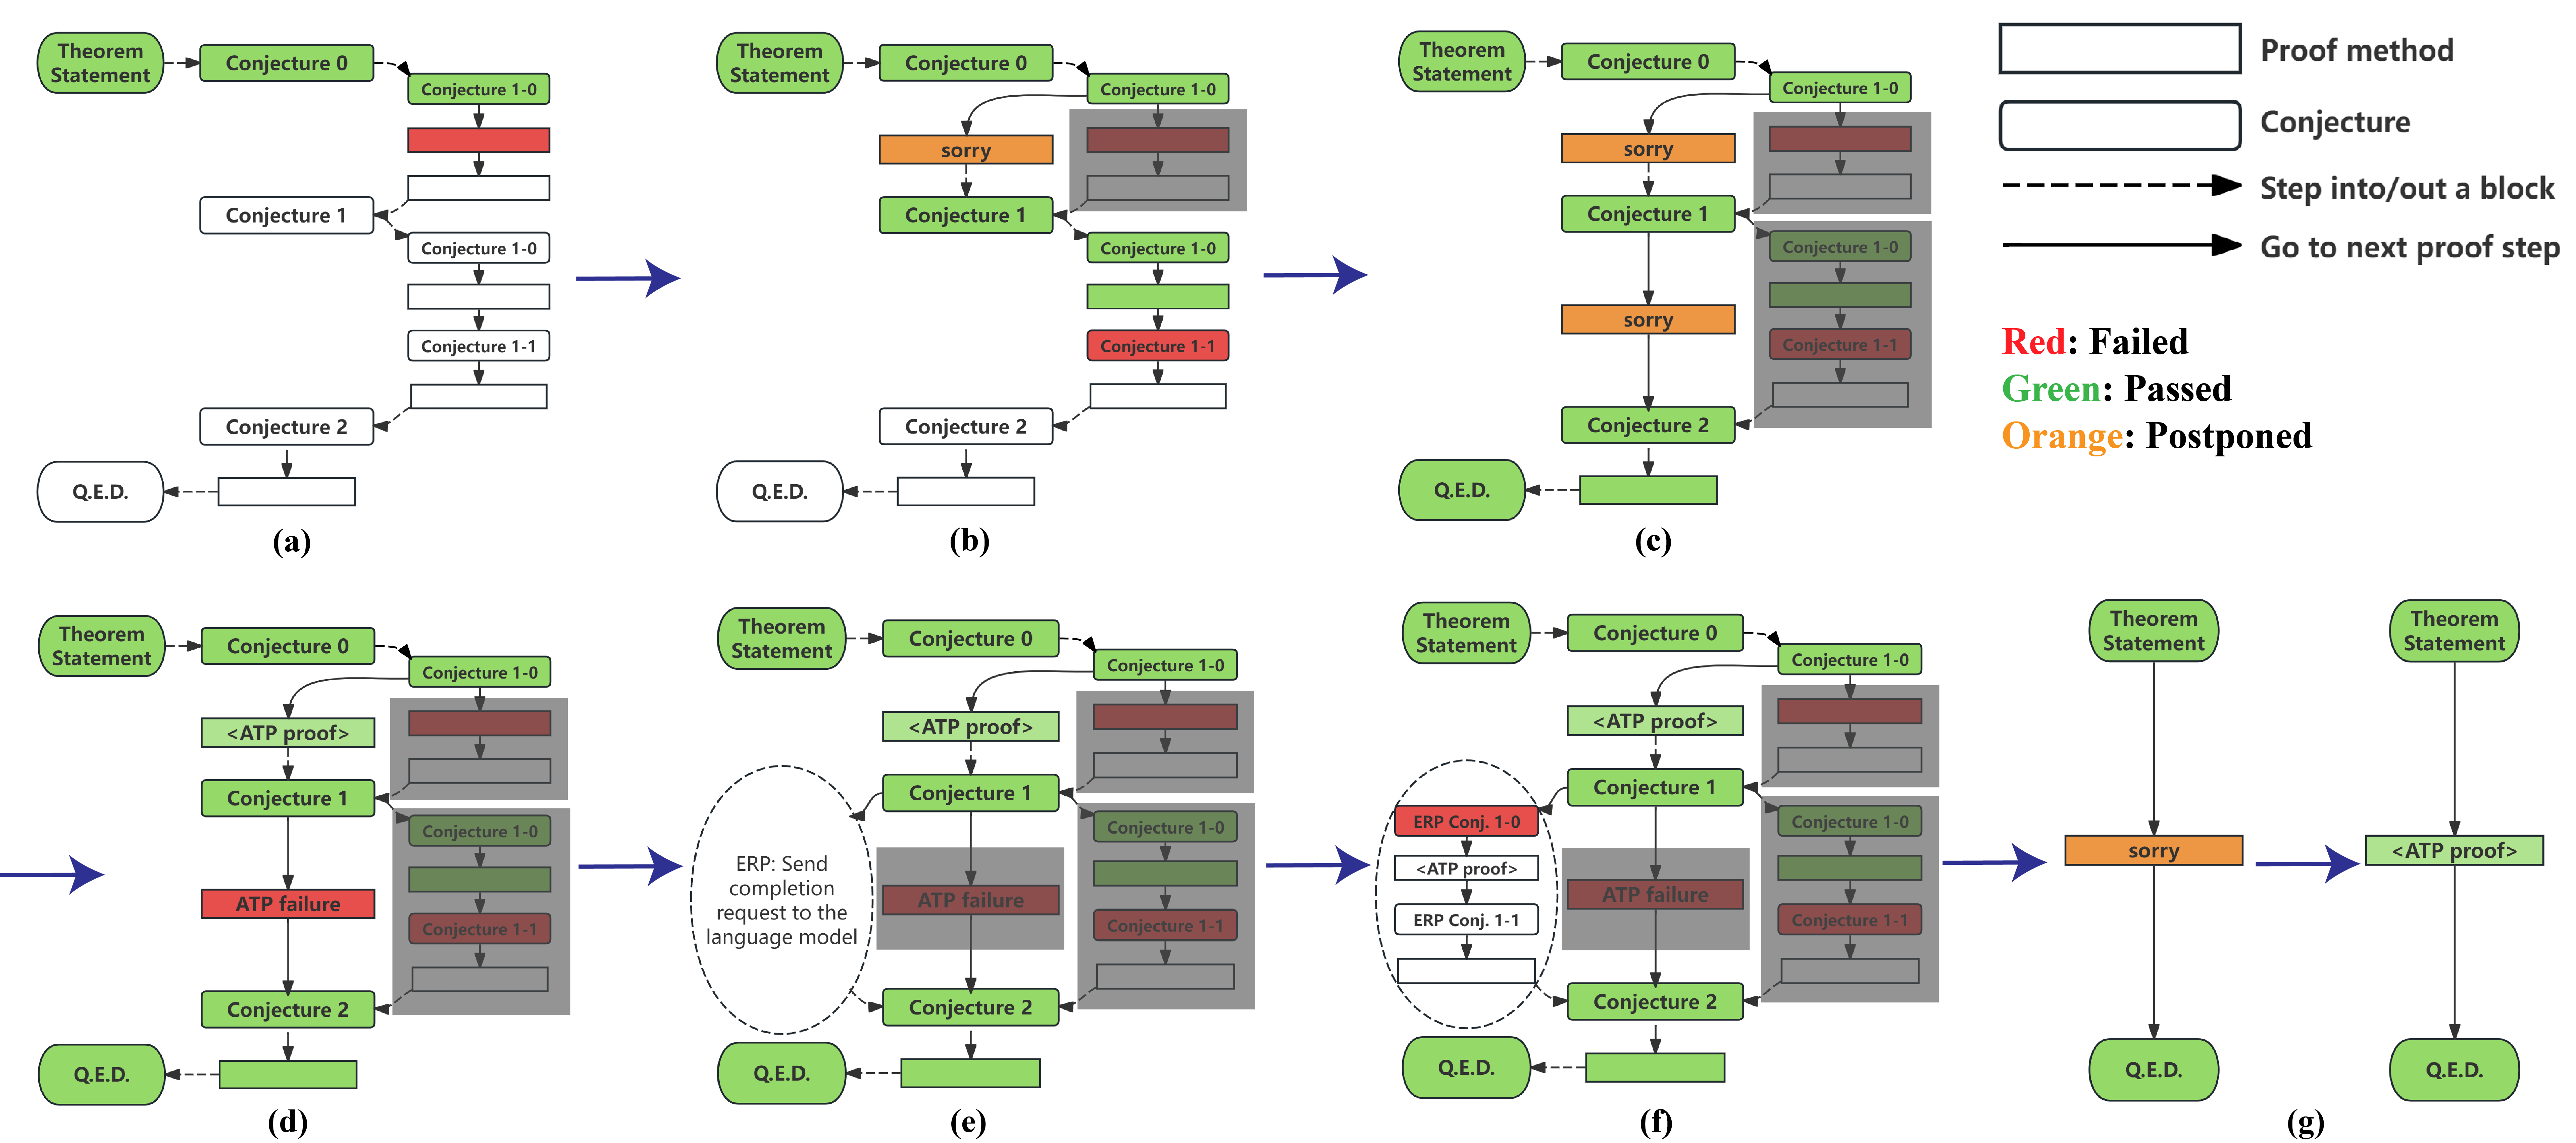 Theorem
Statement
Conjecture 0
Conjecture 1-0
Conjecture 1
Conjecture 1-0
Conjecture 1-1
Conjecture 2
Q.E.D.
(a)
Theorem
Statement
Conjecture 0
Conjecture 1-0
sorry
Conjecture 1
Conjecture 1-0
Conjecture 1-1
Conjecture 2
Q.E.D.
(b)
Theorem
Statement
Conjecture 0
Conjecture 1-0
sorry
Conjecture 1
Conjecture 1-0
sorry
Conjecture 1-1
Conjecture 2
Q.E.D.
(c)
Proof method
Conjecture
Step into/out a block
Go to next proof step
Red: Failed
Green: Passed
Orange: Postponed
Theorem
Statement
Conjecture 0
Conjecture 1-0
<ATP proof>
Conjecture 1
Conjecture 1-0
ATP failure
Conjecture 1-1
Conjecture 2
Q.E.D.
(d)
Theorem
Statement
Conjecture 0
Conjecture 1-0
<ATP proof>
Conjecture 1
Conjecture 1-0
ERP: Send
completion
request to the
language model
ATP failure
Conjecture 1-1
Conjecture 2
Q.E.D.
(e)
Theorem
Statement
Conjecture 0
Conjecture 1-0
<ATP proof>
Conjecture 1
ERP Conj. 1-0
<ATP proof>
ERP Conj. 1-1
Conjecture 1-0
ATP failure
Conjecture 1-1
Conjecture 2
Q.E.D.
(f)
Theorem
Statement
sorry
Q.E.D.
Theorem
Statement
<ATP proof>
Q.E.D.
(g)